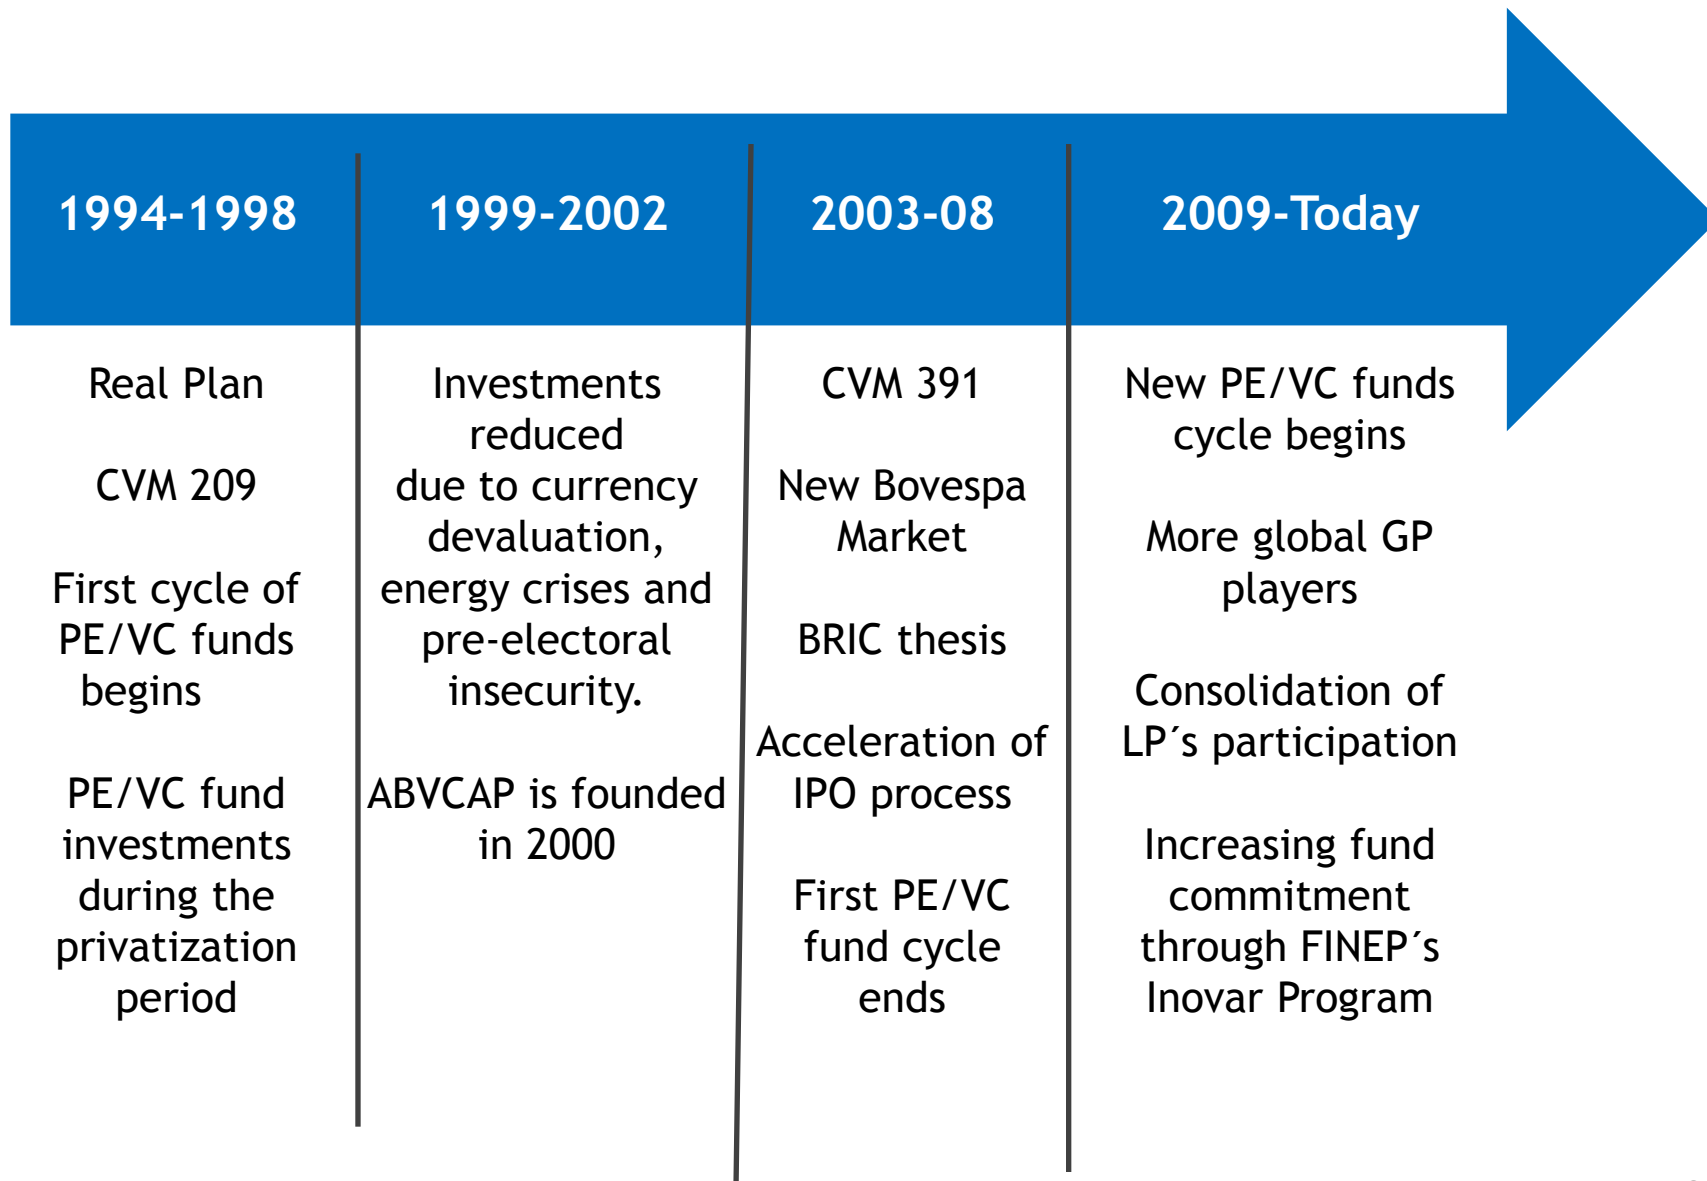 1994-1998
1999-2002
2003-08
2009-Today
Real Plan
CVM 209
First cycle of
PE/VC funds
begins
PE/VC fund
investments
during the
privatization
period
Investments
reduced
due to currency
devaluation,
energy crises and
pre-electoral
insecurity.
ABVCAP is founded
in 2000
CVM 391
New Bovespa
Market
BRIC thesis
Acceleration of
IPO process
First PE/VC
fund cycle
ends
New PE/VC funds
cycle begins
More global GP
players
Consolidation of
LP´s participation
Increasing fund
commitment
through FINEP´s
Inovar Program